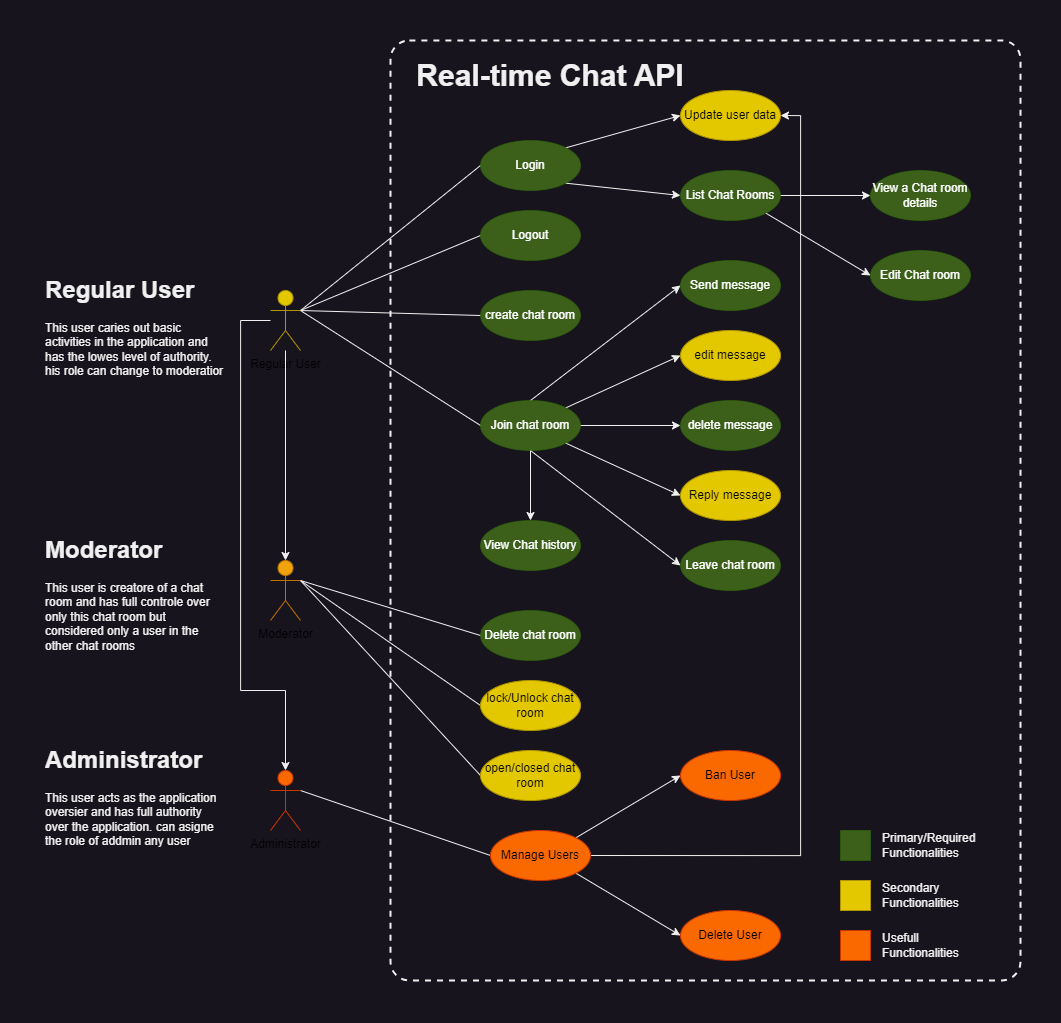 Real-time Chat API
Update user data
Login
List Chat Rooms
View a Chat room
details
Logout
Edit Chat room
Send message
Regular User
create chat room
This user caries out basic
activities in the application and
has the lowes level of authority.
his role can change to moderatior
Regular User
edit message
Join chat room
delete message
Reply message
View Chat history
Leave chat room
Moderator
This user is creatore of a chat
room and has full controle over
only this chat room but
considered only a user in the
other chat rooms
Moderator
Delete chat room
lock/Unlock chat
room
open/closed chat
room
Ban User
Administrator
This user acts as the application
oversier and has full authority
over the application. can asigne
the role of addmin any user
Administrator
Manage Users
Delete User
Primary/Required
Functionalities
Secondary
Functionalities
Usefull
Functionalities